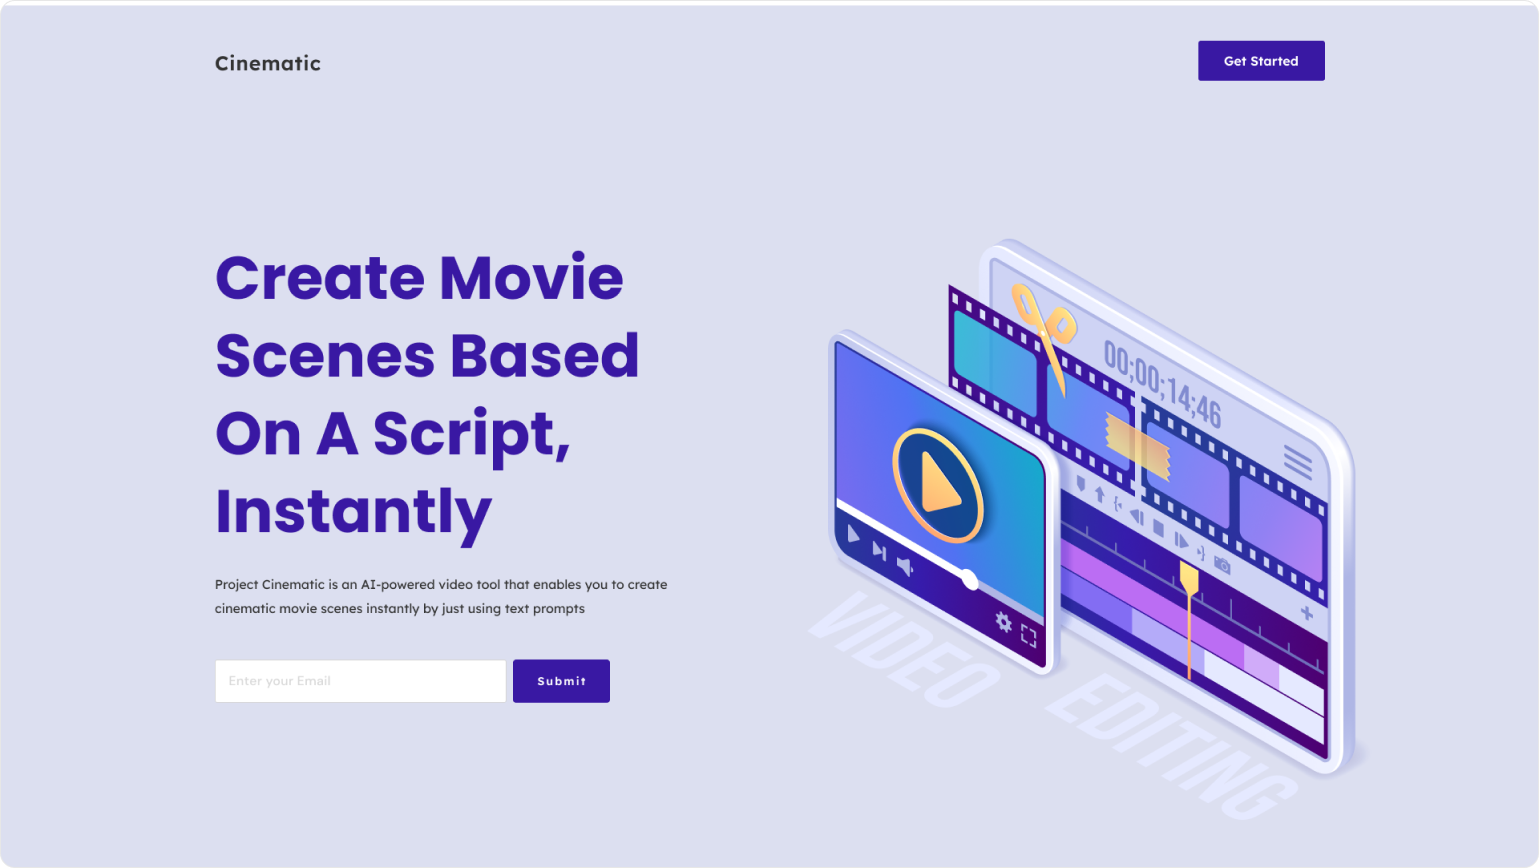 Cinematic
Get Started
Create Movie
Scenes Based
On A Script,
Instantly
Project Cinematic is an AI-powered video tool that enables you to create
cinematic movie scenes instantly by just using text prompts
Enter your Email
Submit
00;00;14;46
VIDEO
EDITING